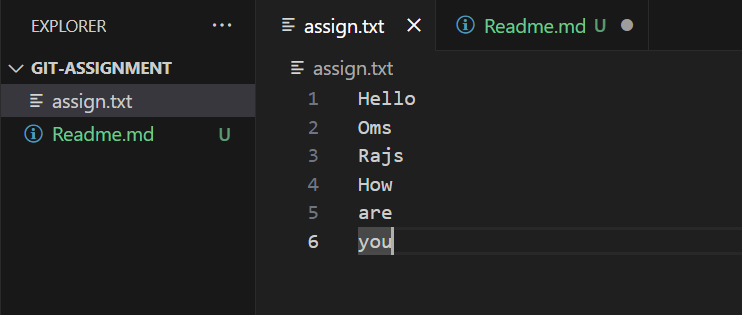 EXPLORER ...
GIT-ASSIGNMENT
assign.txt
Readme.md U
assign.txt
Readme.md U
assign.txt
1 Hello
2 Oms
3 Rajs
4 How
5 are
6 you